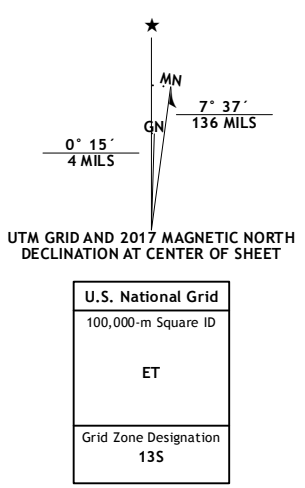 ★
MN
GN
7° 37´
136 MILS
0° 15´
4 MILS
UTM GRID AND 2017 MAGNETIC NORTH
DECLINATION AT CENTER OF SHEET
U.S. National Grid
100,000-m Square ID
ET
Grid Zone Designation
13S